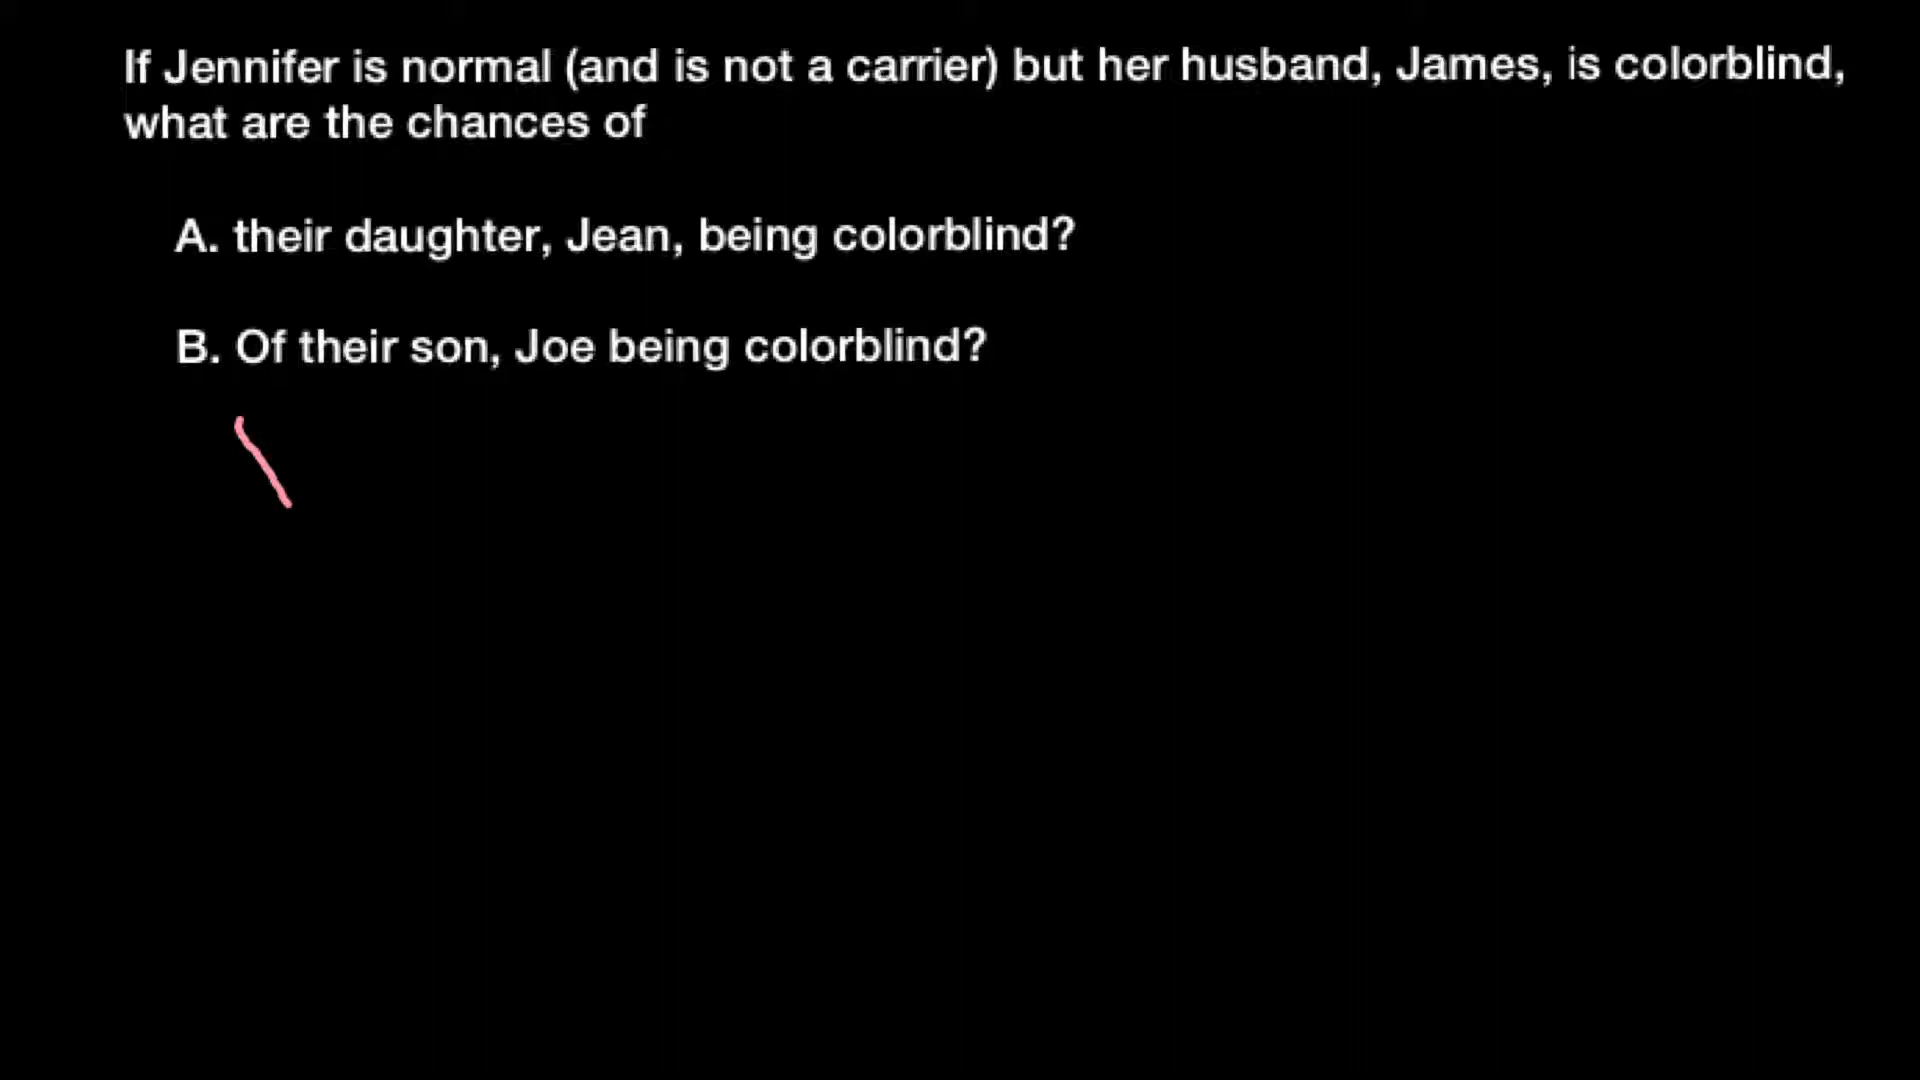 If Jennifer is normal (and is not a carrier) but her husband, James, is colorblind,
what are the chances of
A. their daughter, Jean, being colorblind?
B. Of their son, Joe being colorblind?